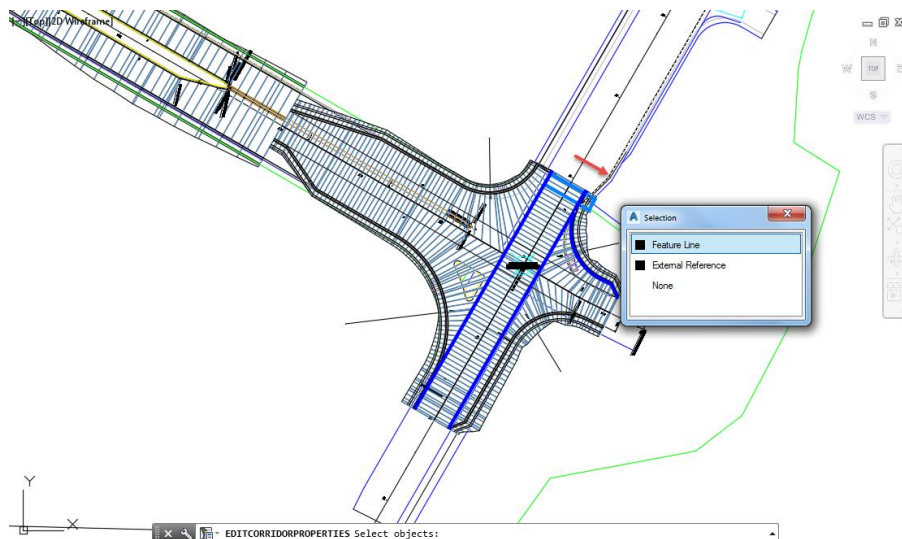 [-][Top][2D Wireframe]
N
W
TOP
E
S
WCS
Selection
Feature Line
External Reference
None
Y
X
EDITCORRIDORPROPERTIES Select objects: